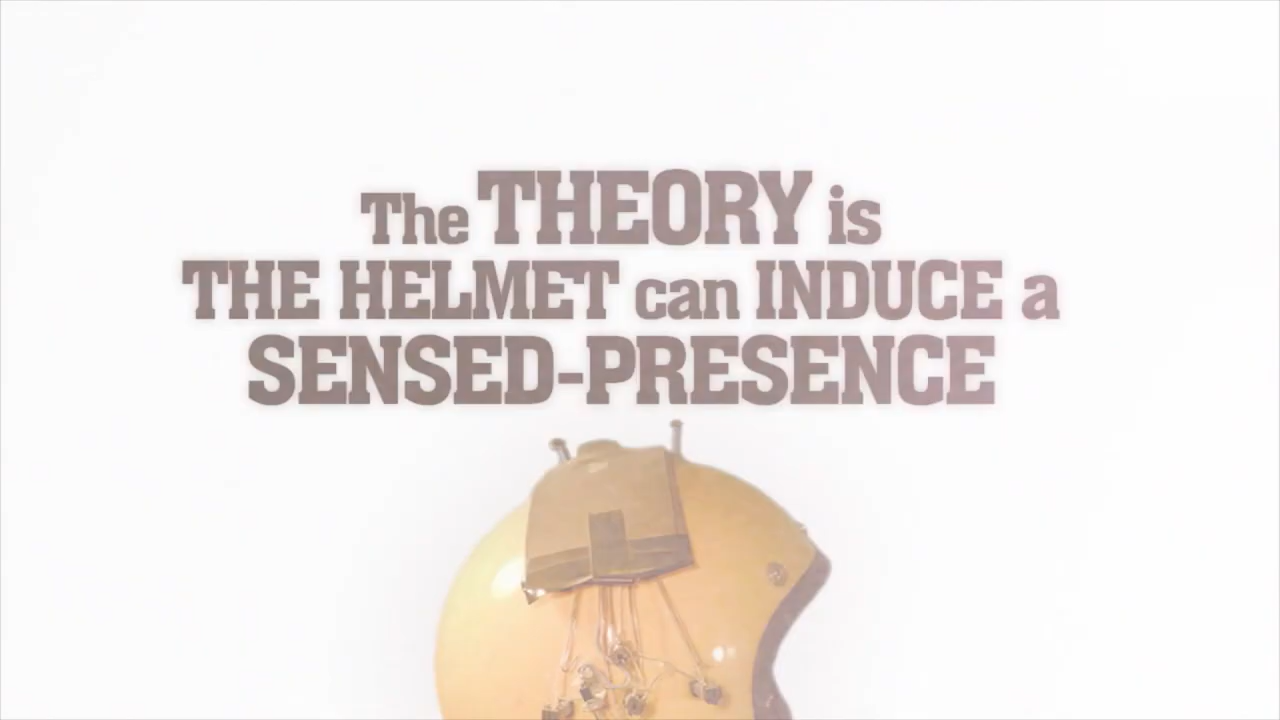 The THEORY is
THE HELMET can INDUCE a
SENSED-PRESENCE